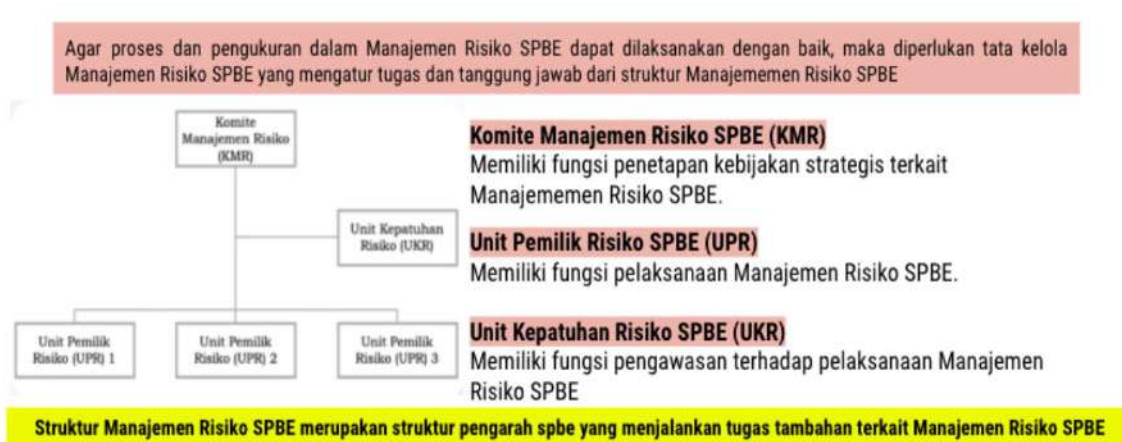 Agar proses dan pengukuran dalam Manajemen Risiko SPBE dapat dilaksanakan dengan baik, maka diperlukan tata kelola
Manajemen Risiko SPBE yang mengatur tugas dan tanggung jawab dari struktur Manajememen Risiko SPBE
Komite
Manajemen Risiko
(KMR)
Unit Kepatuhan
Risiko (UKR)
Unit Pemilik
Risiko (UPR) 1
Unit Pemilik
Risiko (UPR) 2
Unit Pemilik
Risiko (UPR) 3
Komite Manajemen Risiko SPBE (KMR)
Memiliki fungsi penetapan kebijakan strategis terkait
Manajememen Risiko SPBE.
Unit Pemilik Risiko SPBE (UPR)
Memiliki fungsi pelaksanaan Manajemen Risiko SPBE.
Unit Kepatuhan Risiko SPBE (UKR)
Memiliki fungsi pengawasan terhadap pelaksanaan Manajemen
Risiko SPBE
Struktur Manajemen Risiko SPBE merupakan struktur pengarah spbe yang menjalankan tugas tambahan terkait Manajemen Risiko SPBE